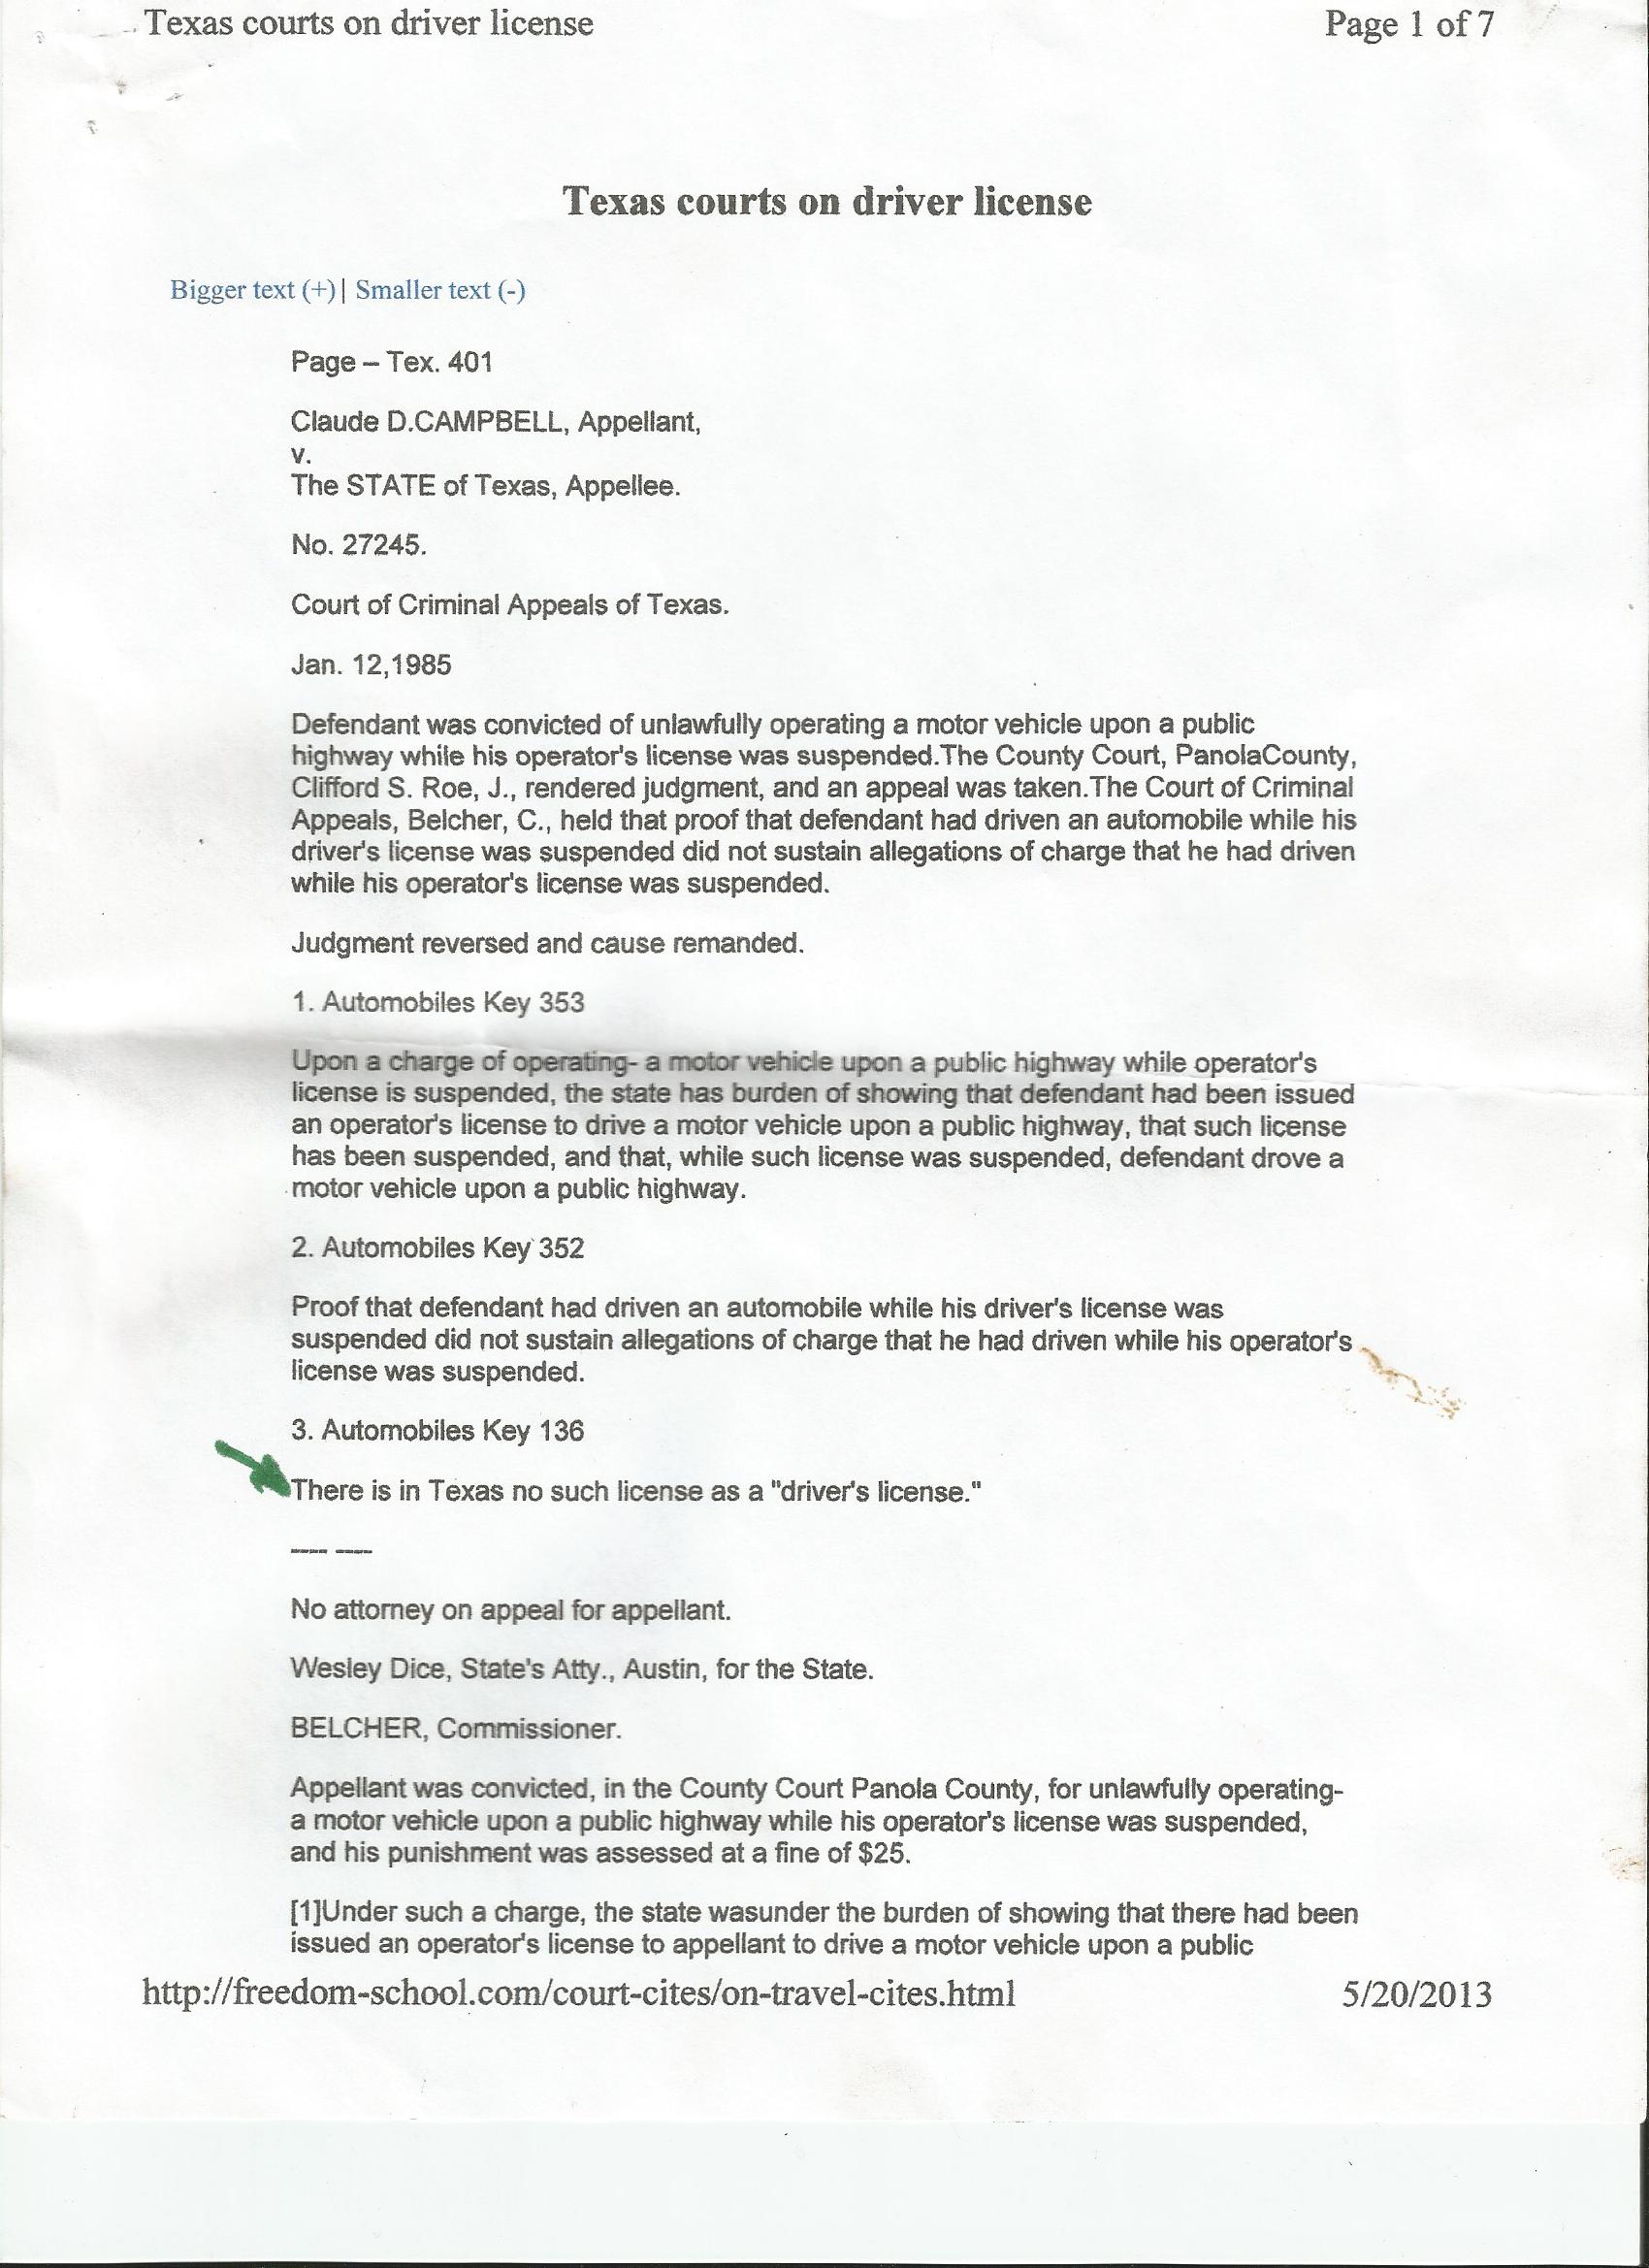 Texas courts on driver license Page 1 of 7
Texas courts on driver license
Bigger text (+) | Smaller text (-)
Page – Tex. 401
Claude D.CAMPBELL, Appellant,
v.
The STATE of Texas, Appellee.
No. 27245.
Court of Criminal Appeals of Texas.
Jan. 12,1985
Defendant was convicted of unlawfully operating a motor vehicle upon a public
highway while his operator's license was suspended.The County Court, PanolaCounty,
Clifford S. Roe, J., rendered judgment, and an appeal was taken.The Court of Criminal
Appeals, Belcher, C., held that proof that defendant had driven an automobile while his
driver's license was suspended did not sustain allegations of charge that he had driven
while his operator's license was suspended.
Judgment reversed and cause remanded.
1. Automobiles Key 353
Upon a charge of operating- a motor vehicle upon a public highway while operator's
license is suspended, the state has burden of showing that defendant had been issued
an operator's license to drive a motor vehicle upon a public highway, that such license
has been suspended, and that, while such license was suspended, defendant drove a
motor vehicle upon a public highway.
2. Automobiles Key 352
Proof that defendant had driven an automobile while his driver's license was
suspended did not sustain allegations of charge that he had driven while his operator's
license was suspended.
3. Automobiles Key 136
There is in Texas no such license as a "driver's license."
— —
No attorney on appeal for appellant.
Wesley Dice, State's Atty., Austin, for the State.
BELCHER, Commissioner.
Appellant was convicted, in the County Court Panola County, for unlawfully operating-
a motor vehicle upon a public highway while his operator's license was suspended,
and his punishment was assessed at a fine of $25.
[1]Under such a charge, the state wasunder the burden of showing that there had been
issued an operator's license to appellant to drive a motor vehicle upon a public
http://freedom-school.com/court-cites/on-travel-cites.html 5/20/2013